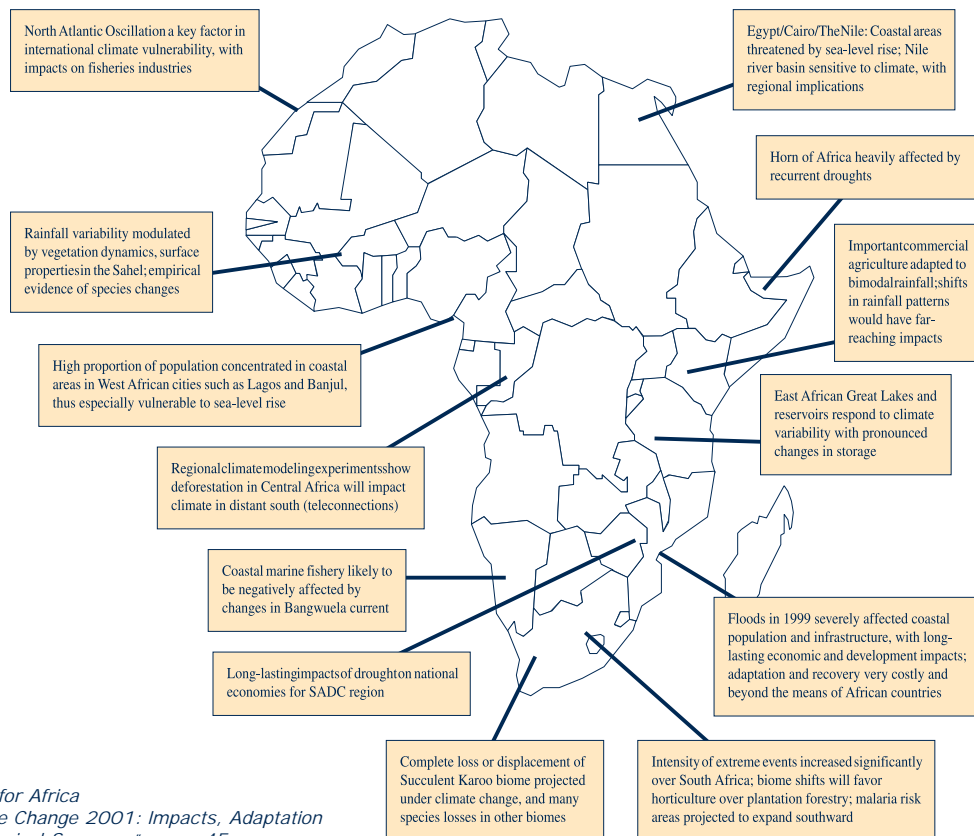 North Atlantic Oscillation a key factor in
international climate vulnerability, with
impacts on fisheries industries
Egypt/Cairo/TheNile: Coastal areas
threatened by sea-level rise; Nile
river basin sensitive to climate, with
regional implications
Horn of Africa heavily affected by
recurrent droughts
Rainfall variability modulated
by vegetation dynamics, surface
properties in the Sahel; empirical
evidence of species changes
Important commercial
agriculture adapted to
bimodal rainfall; shifts
in rainfall patterns
would have far-
reaching impacts
High proportion of population concentrated in coastal
areas in West African cities such as Lagos and Banjul,
thus especially vulnerable to sea-level rise
East African Great Lakes and
reservoirs respond to climate
variability with pronounced
changes in storage
Regional climate modeling experiments show
deforestation in Central Africa will impact
climate in distant south (teleconnections)
Coastal marine fishery likely to
be negatively affected by
changes in Bangwuela current
Floods in 1999 severely affected coastal
population and infrastructure, with long-
lasting economic and development impacts;
adaptation and recovery very costly and
beyond the means of African countries
Long-lasting impacts of drought on national
economies for SADC region
Complete loss or displacement of
Succulent Karoo biome projected
under climate change, and many
species losses in other biomes
Intensity of extreme events increased significantly
over South Africa; biome shifts will favor
horticulture over plantation forestry; malaria risk
areas projected to expand southward
for Africa
e Change 2001: Impacts, Adaptation